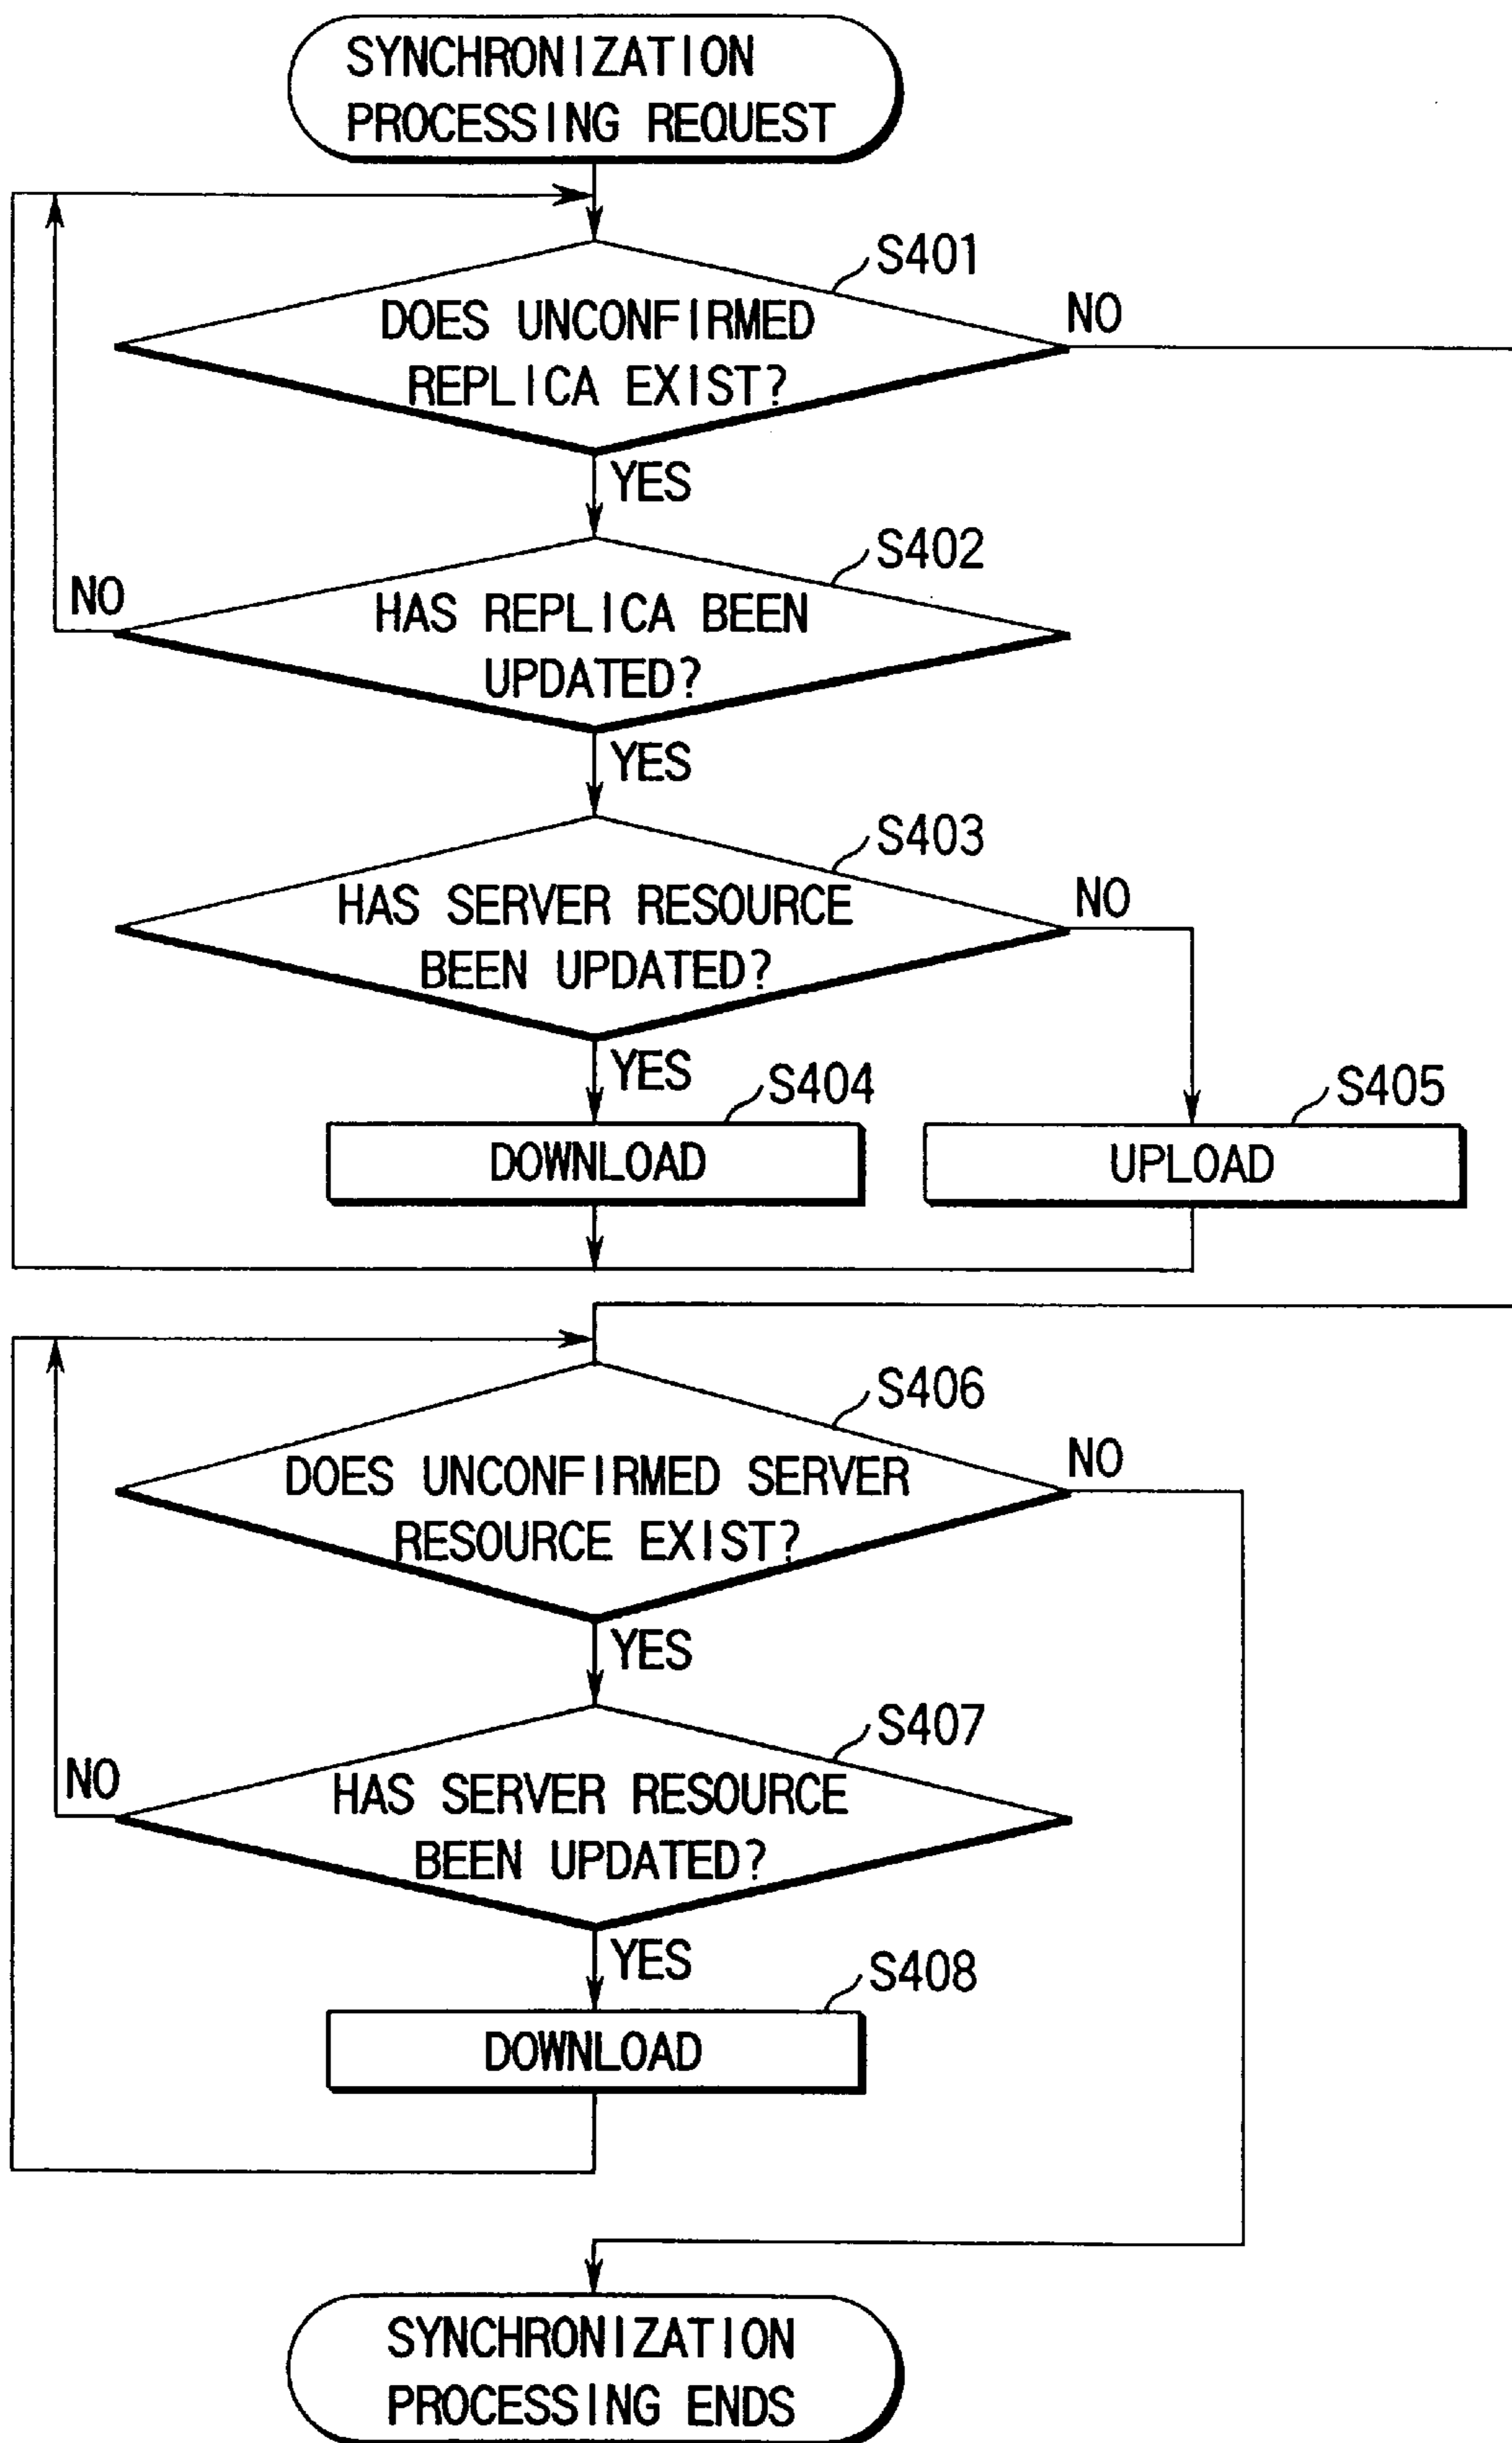 SYNCHRONIZATION
PROCESSING REQUEST
S401
DOES UNCONFIRMED
REPLICA EXIST?
NO
YES
S402
HAS REPLICA BEEN
UPDATED?
NO
YES
S403
HAS SERVER RESOURCE
BEEN UPDATED?
NO
YES
S404
DOWNLOAD
S405
UPLOAD
S406
DOES UNCONFIRMED SERVER
RESOURCE EXIST?
NO
YES
S407
HAS SERVER RESOURCE
BEEN UPDATED?
NO
YES
S408
DOWNLOAD
SYNCHRONIZATION
PROCESSING ENDS